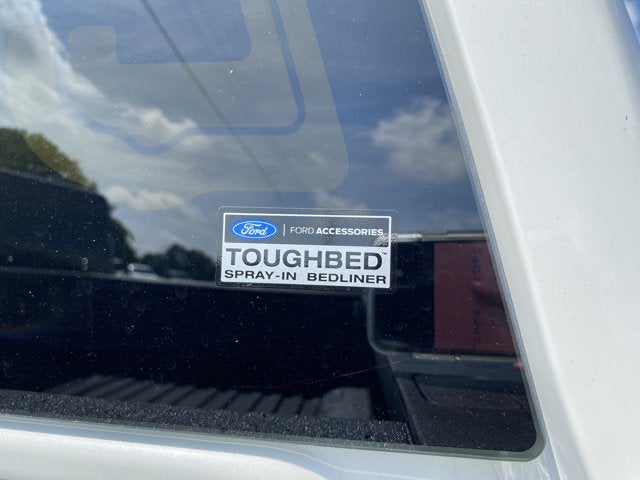 Ford | FORD ACCESSORIES
TOUGHBED™
SPRAY-IN BEDLINER